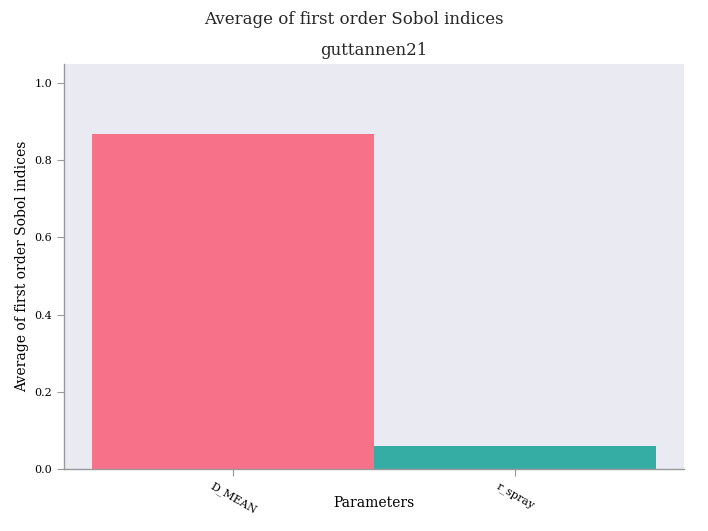 Average of first order Sobol indices
guttannen21
1.0
0.8
0.6
0.4
0.2
0.0
Average of first order Sobol indices
D_MEAN
r_spray
Parameters